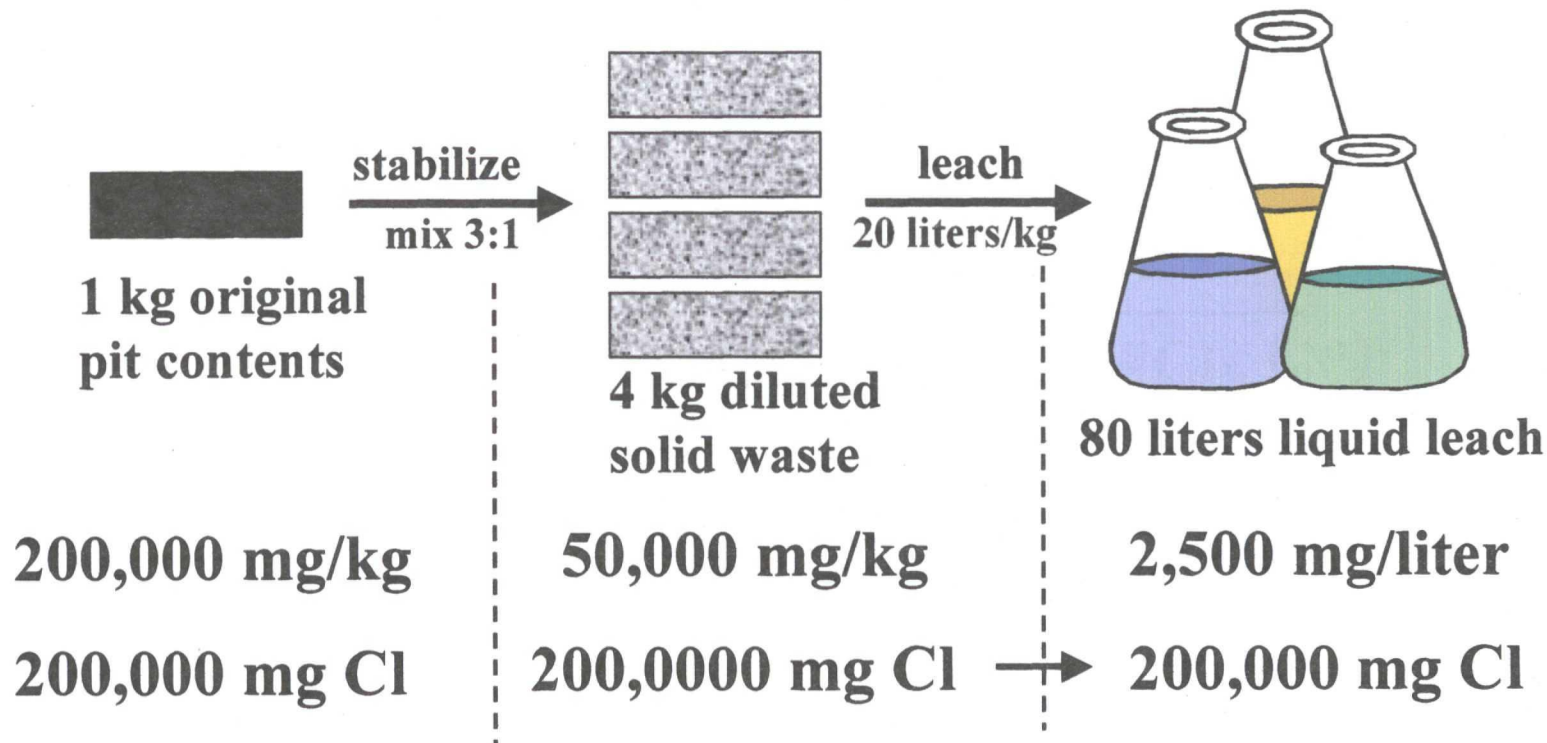 stabilize
mix 3:1
leach
20 liters/kg
1 kg original
pit contents
4 kg diluted
solid waste
80 liters liquid leach
200,000 mg/kg
50,000 mg/kg
2,500 mg/liter
200,000 mg Cl
200,0000 mg Cl
200,000 mg Cl